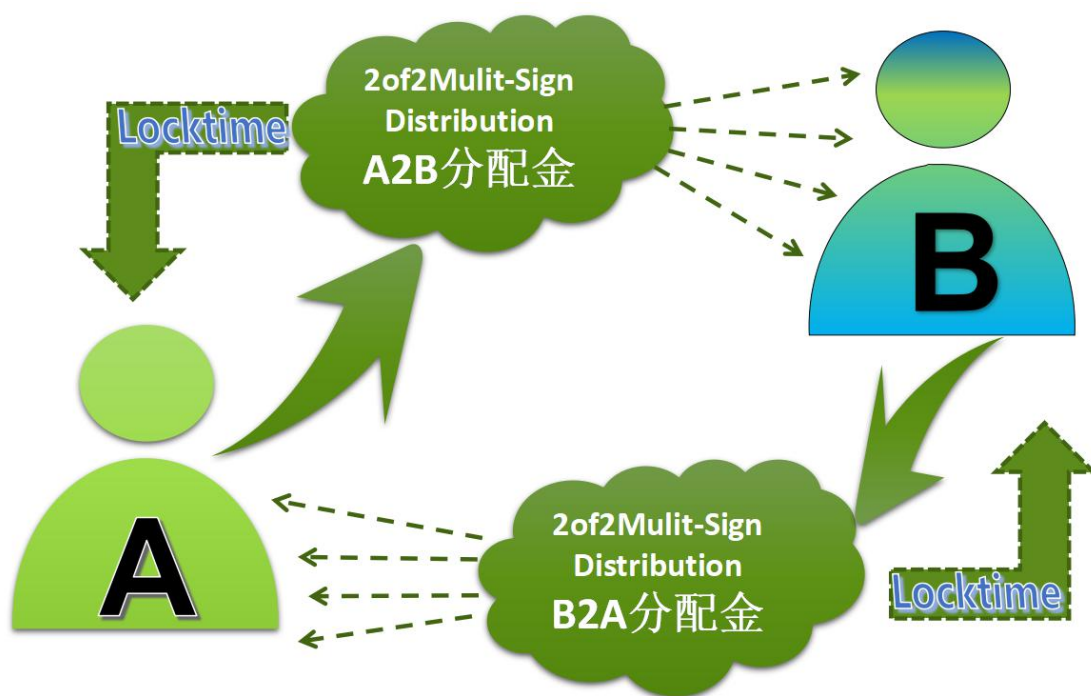 2of2Mulit-Sign
Distribution
A2B分配金
Locktime
B
A
2of2Mulit-Sign
Distribution
B2A分配金
Locktime